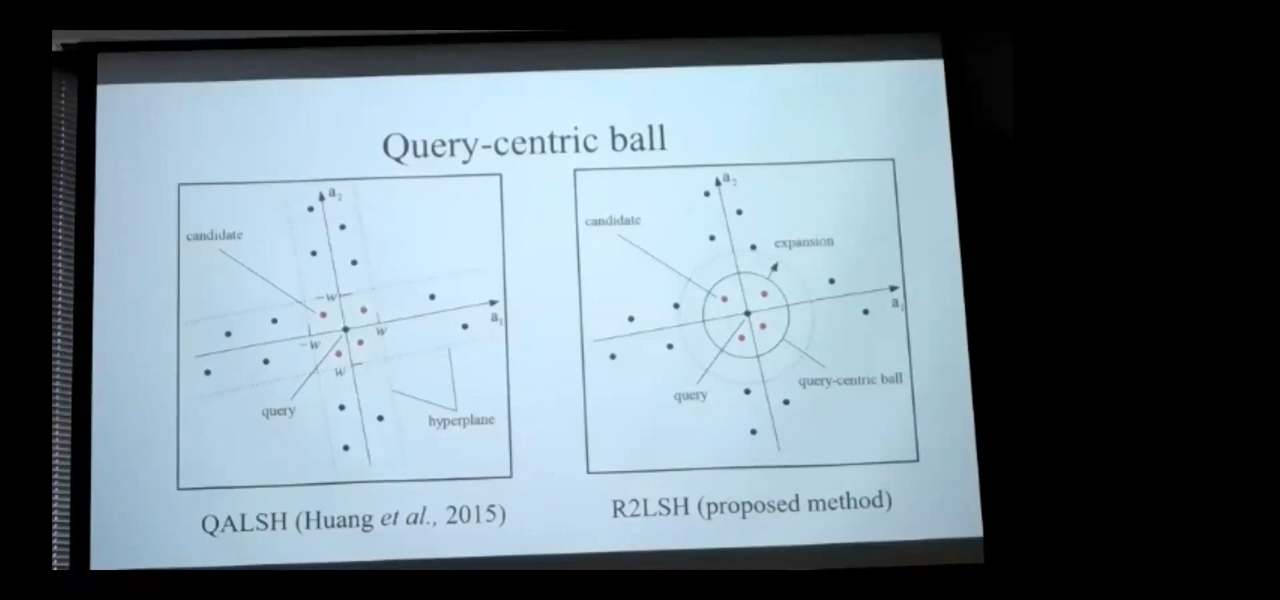 Query-centric ball
a2
candidate
-w
w
-w
w
a1
query
hyperplane
QALSH (Huang et al., 2015)
a2
candidate
expansion
a1
query-centric ball
query
R2LSH (proposed method)